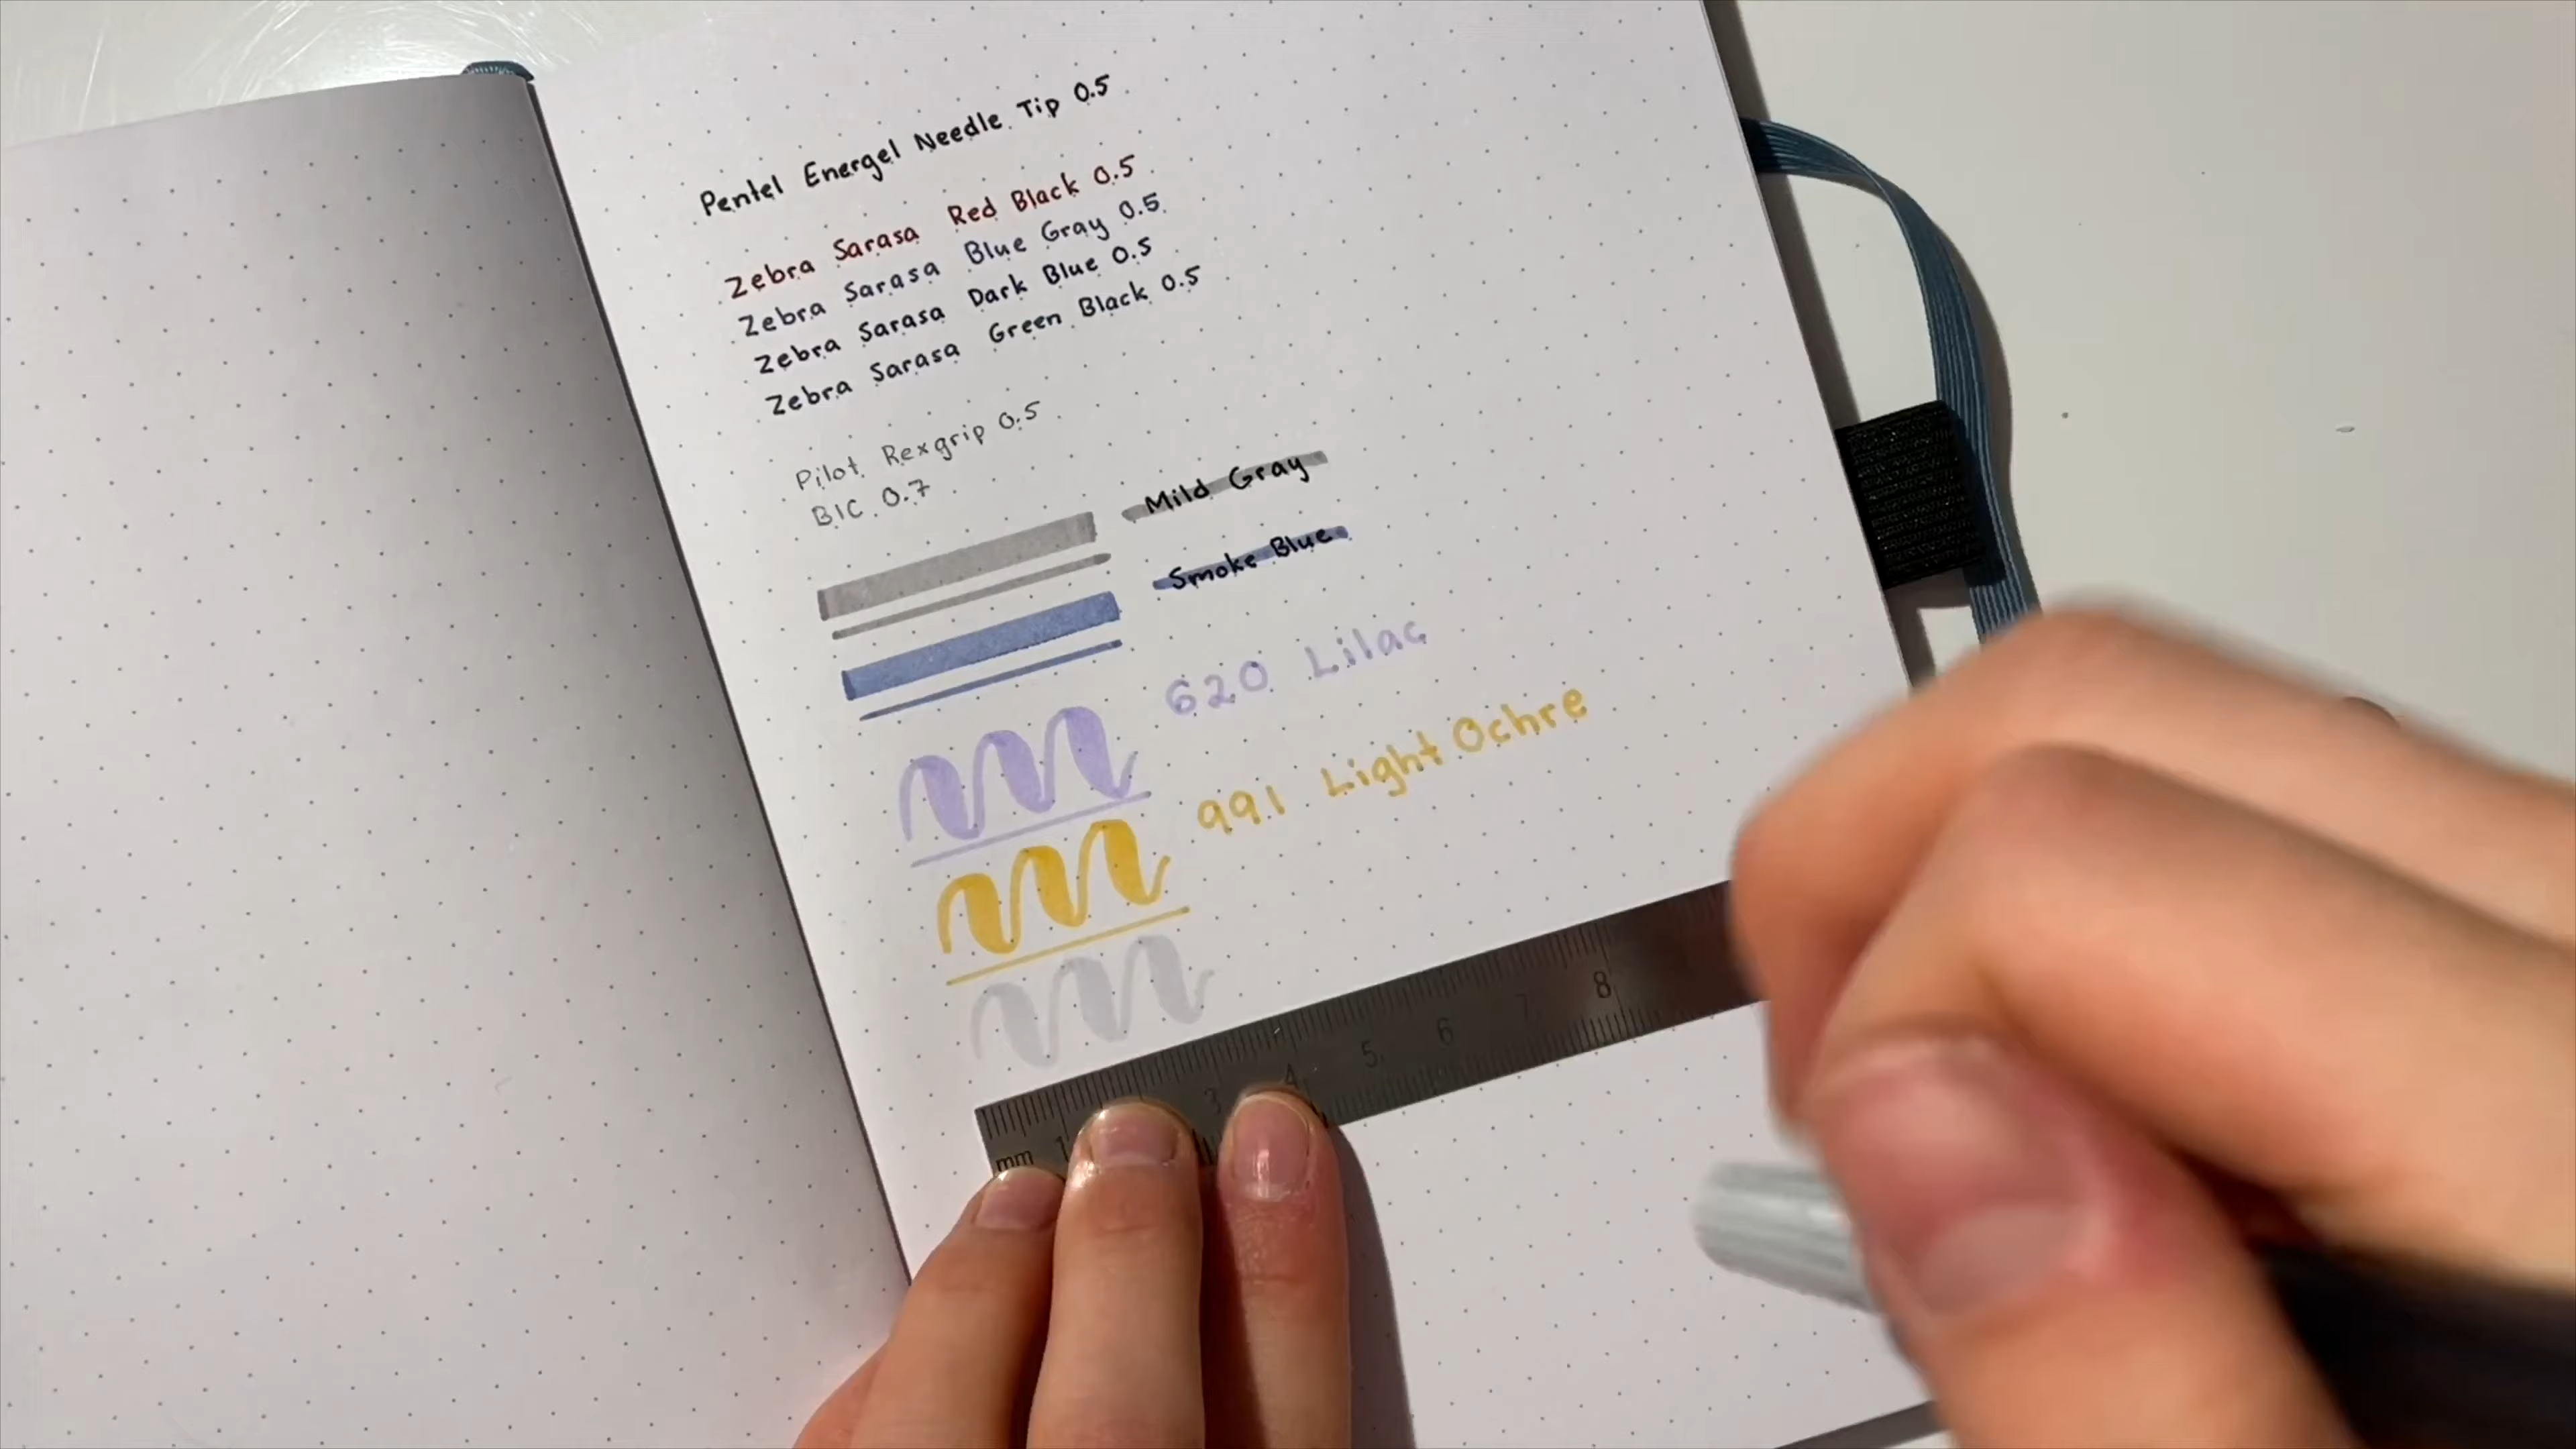 Pentel Energel Needle Tip 0.5
Zebra Sarasa Red Black 0.5
Zebra Sarasa Blue Gray 0.5
Zebra Sarasa Dark Blue 0.5
Zebra Sarasa Green Black 0.5
Pilot Rexgrip 0.5
BIC 0.7
Mild Gray
Smoke Blue
620 Lilac
991 Light Ochre
mm 1 3 4 5 6 7 8